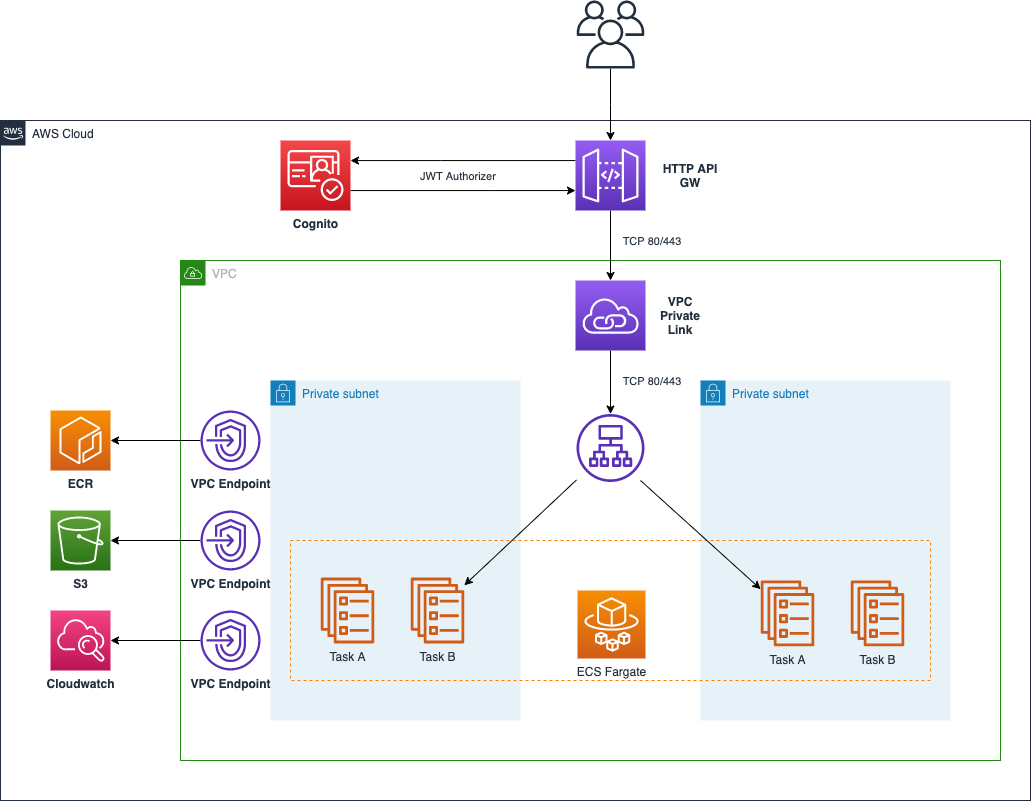 aws
AWS Cloud
HTTP API
GW
JWT Authorizer
Cognito
TCP 80/443
VPC
VPC
Private
Link
TCP 80/443
Private subnet
Private subnet
ECR
VPC Endpoint
S3
VPC Endpoint
Cloudwatch
VPC Endpoint
Task A
Task B
ECS Fargate
Task A
Task B